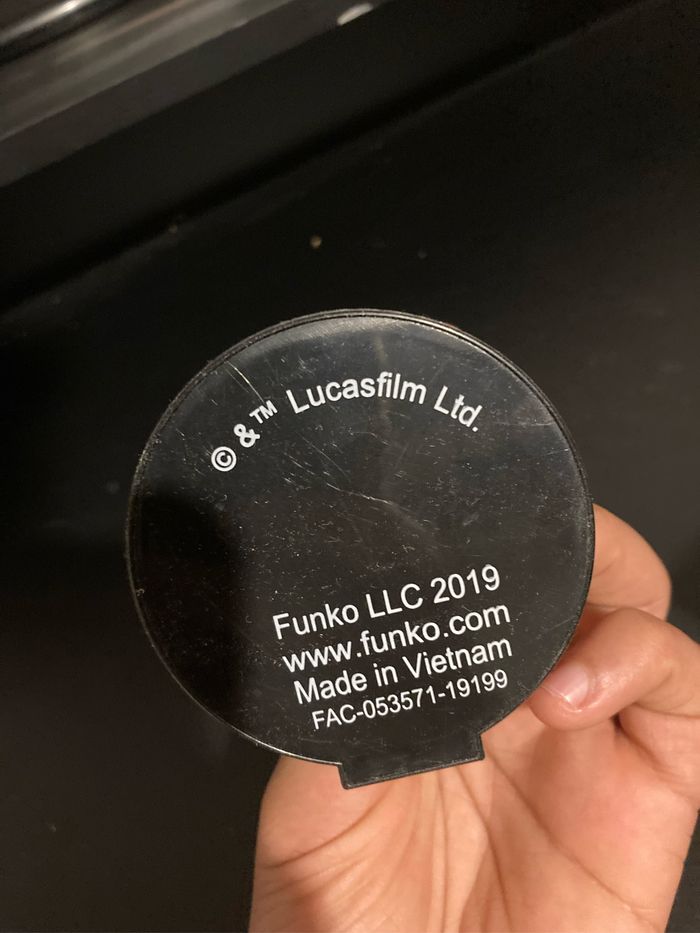 © & ™ Lucasfilm Ltd.
Funko LLC 2019
www.funko.com
Made in Vietnam
FAC-053571-19199